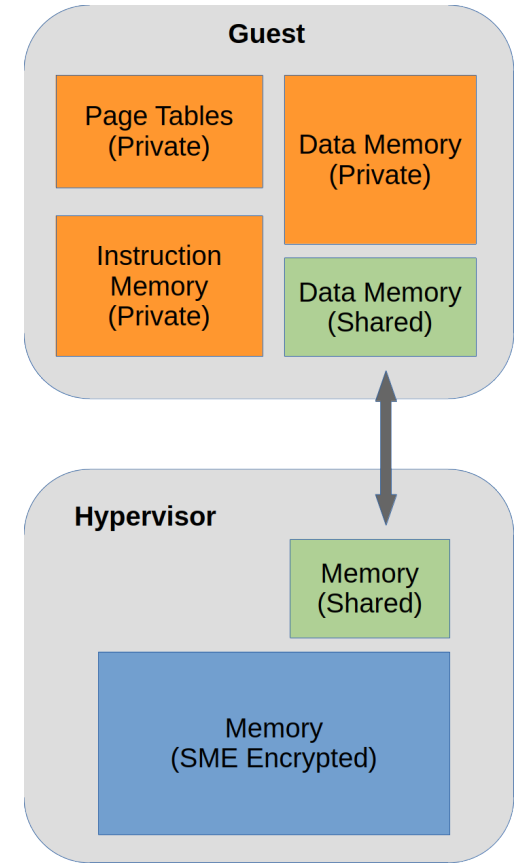 Guest
Page Tables
(Private)
Data Memory
(Private)
Instruction
Memory
(Private)
Data Memory
(Shared)
Hypervisor
Memory
(Shared)
Memory
(SME Encrypted)